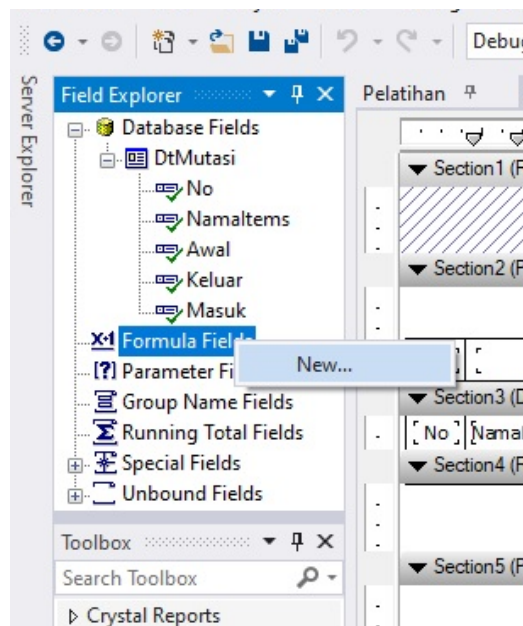 Debug
Server Explorer
Field Explorer
Pelatihan
Database Fields
DtMutasi
No
NamaItems
Awal
Keluar
Masuk
Formula Fields
New...
Parameter Fi
Group Name Fields
Running Total Fields
Special Fields
Unbound Fields
Section1 (F
Section2 (F
Section3 (D
No Namal
Section4 (F
Section5 (F
Toolbox
Search Toolbox
Crystal Reports